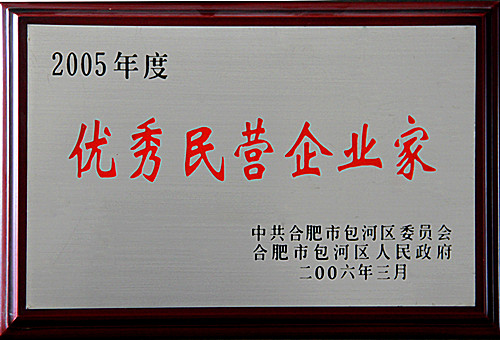 2005年度
优秀民营企业家
中共合肥市包河区委员会
合肥市包河区人民政府
二00六年三月